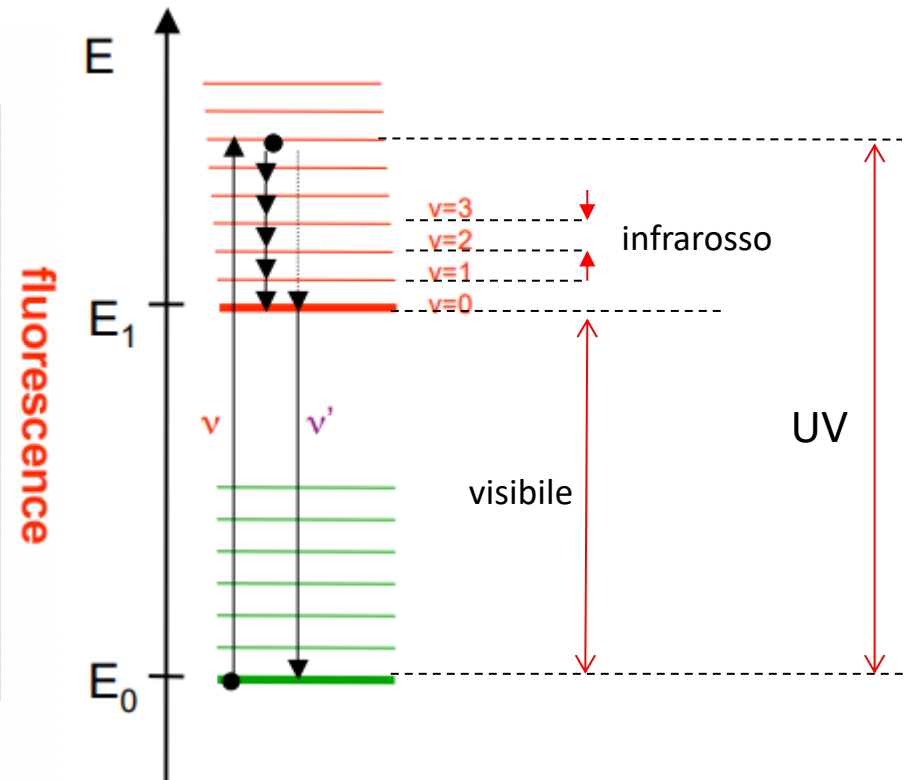 E
fluorescence
v=3
v=2
v=1
v=0
infrarosso
E₁
ν
ν’
UV
visibile
E₀